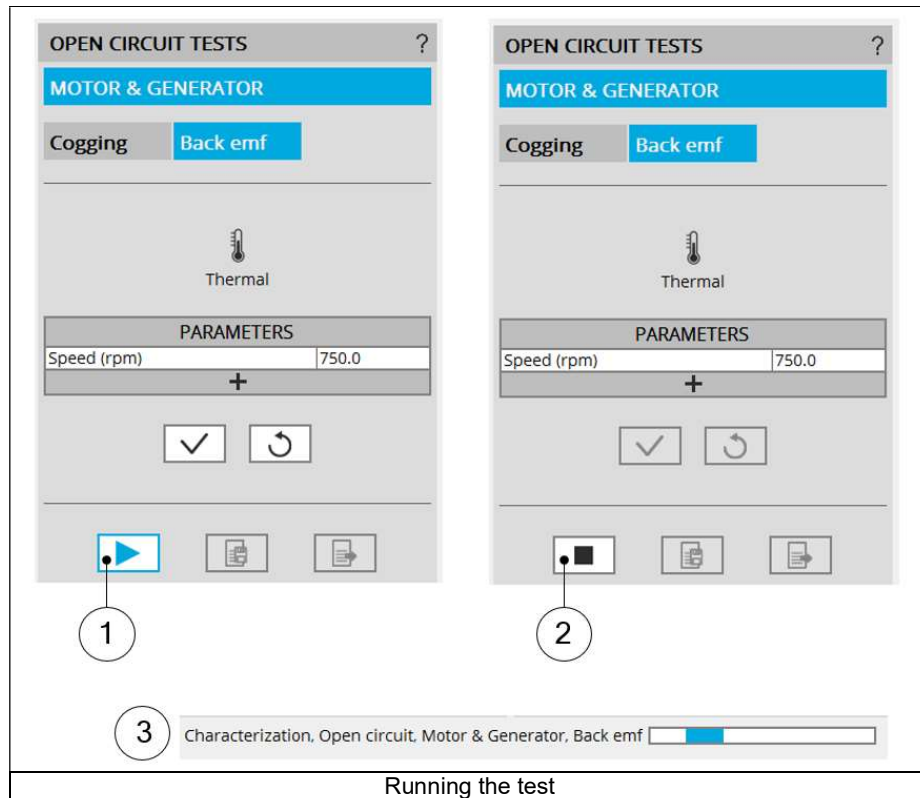 OPEN CIRCUIT TESTS ?
MOTOR & GENERATOR
Cogging Back emf
Thermal
PARAMETERS
Speed (rpm) 750.0
+
1
OPEN CIRCUIT TESTS ?
MOTOR & GENERATOR
Cogging Back emf
Thermal
PARAMETERS
Speed (rpm) 750.0
+
2
3 Characterization, Open circuit, Motor & Generator, Back emf
Running the test